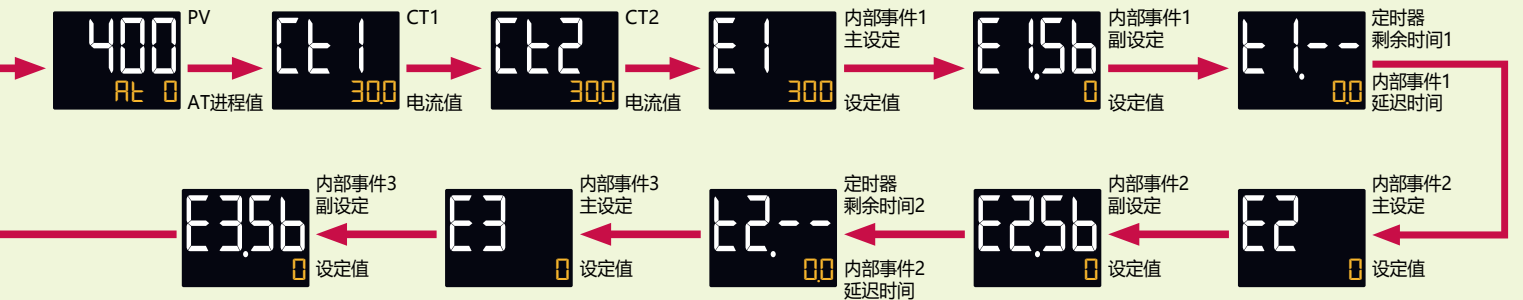 400
At 0
PV
AT进程值
Ct1
30.0
CT1
电流值
Ct2
30.0
CT2
电流值
E1
300
内部事件1
主设定
设定值
E1.Sb
0
内部事件1
副设定
设定值
t1.--
0.0
定时器
剩余时间1
内部事件1
延迟时间
E2
0
内部事件2
主设定
设定值
E2.Sb
0
内部事件2
副设定
设定值
t2.--
0.0
定时器
剩余时间2
内部事件2
延迟时间
E3
0
内部事件3
主设定
设定值
E3.Sb
0
内部事件3
副设定
设定值